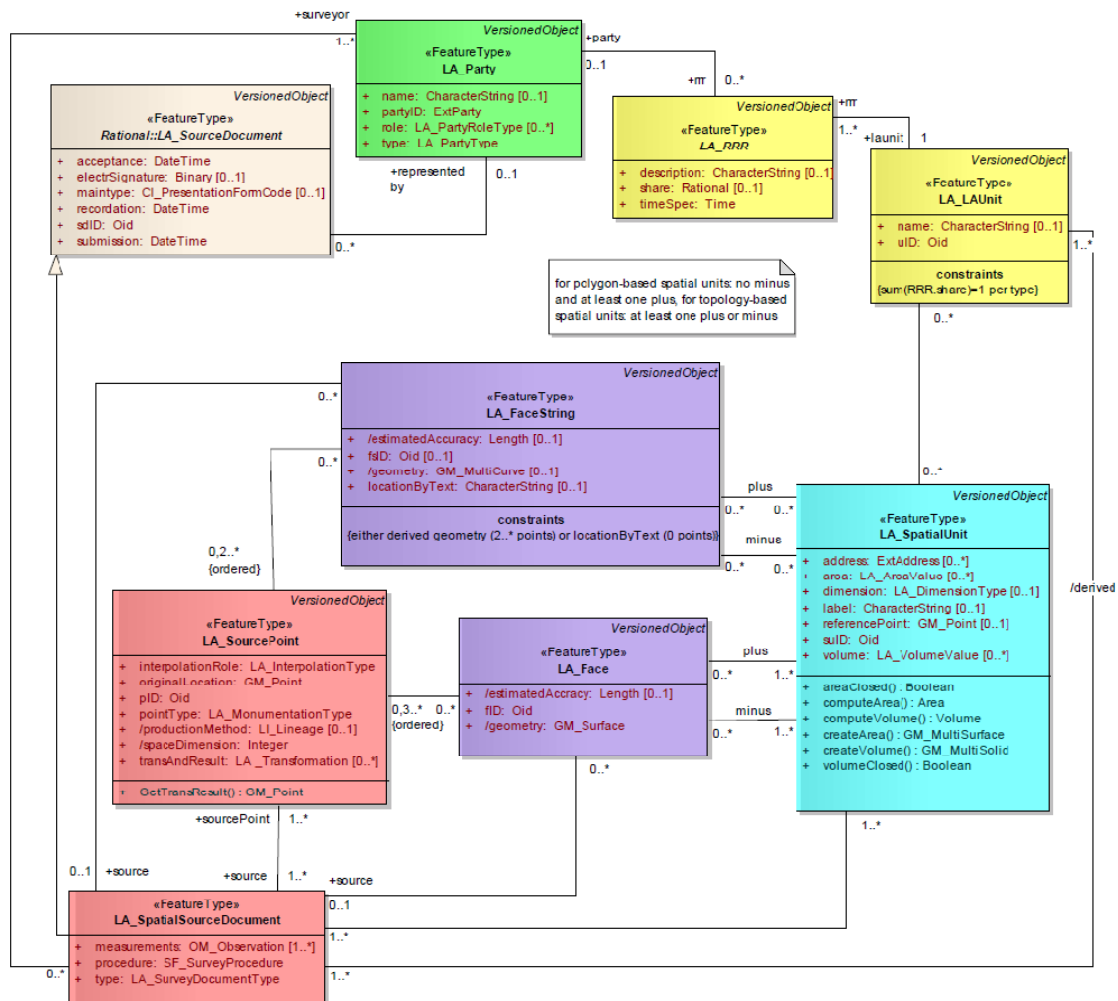 +surveyor
1..*
VersionedObject
«FeatureType»
LA_Party
+ name: CharacterString [0..1]
+ partyID: ExtParty
+ role: LA_PartyRoleType [0..*]
+ type: LA_PartyType
+party
0..1
+rrr
0..*
VersionedObject
«FeatureType»
Rational::LA_SourceDocument
+ acceptance: DateTime
+ electrSignature: Binary [0..1]
+ maintype: CI_PresentationFormCode [0..1]
+ recordation: DateTime
+ sdID: Oid
+ submission: DateTime
+represented
by
0..1
0..*
VersionedObject
«FeatureType»
LA_RRR
+ description: CharacterString [0..1]
+ share: Rational [0..1]
+ timeSpec: Time
+rrr
1..*
+launit
1
VersionedObject
«FeatureType»
LA_LAUnit
+ name: CharacterString [0..1]
+ uID: Oid
constraints
{sum(RRR.share)=1 per type}
1..*
0..*
for polygon-based spatial units: no minus
and at least one plus, for topology-based
spatial units: at least one plus or minus
VersionedObject
«FeatureType»
LA_FaceString
+ /estimatedAccuracy: Length [0..1]
+ fsID: Oid [0..1]
+ /geometry: GM_MultiCurve [0..1]
+ locationByText: CharacterString [0..1]
constraints
{either derived geometry (2..* points) or locationByText (0 points)}
0..*
0..*
plus
0..* 0..*
minus
0..* 0..*
0..*
VersionedObject
«FeatureType»
LA_SpatialUnit
+ address: ExtAddress [0..*]
+ area: LA_AreaValue [0..*]
+ dimension: LA_DimensionType [0..1]
+ label: CharacterString [0..1]
+ referencePoint: GM_Point [0..1]
+ suID: Oid
+ volume: LA_VolumeValue [0..*]
+ areaClosed() : Boolean
+ computeArea() : Area
+ computeVolume() : Volume
+ createArea() : GM_MultiSurface
+ createVolume() : GM_MultiSolid
+ volumeClosed() : Boolean
/derived
0,2..*
{ordered}
VersionedObject
«FeatureType»
LA_SourcePoint
+ interpolationRole: LA_InterpolationType
+ originalLocation: GM_Point
+ pID: Oid
+ pointType: LA_MonumentationType
+ /productionMethod: LI_Lineage [0..1]
+ /spaceDimension: Integer
+ transAndResult: LA _Transformation [0..*]
+ GetTransResult() : GM_Point
0,3..* 0..*
{ordered}
VersionedObject
«FeatureType»
LA_Face
+ /estimatedAccracy: Length [0..1]
+ fID: Oid
+ /geometry: GM_Surface
plus
0..* 1..*
minus
0..* 1..*
0..*
+sourcePoint 1..*
1..*
0..1 +source
+source 1..*
+source
0..1
«FeatureType»
LA_SpatialSourceDocument
+ measurements: OM_Observation [1..*]
+ procedure: SF_SurveyProcedure
+ type: LA_SurveyDocumentType
1..*
0..*
1..*